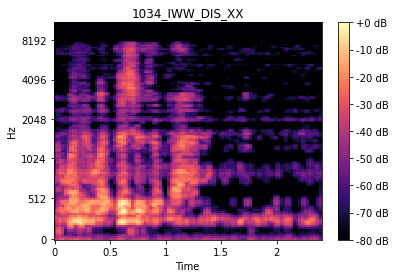 1034_IWW_DIS_XX
8192
4096
2048
1024
512
0
Hz
0
0.5
1
1.5
2
Time
+0 dB
-10 dB
-20 dB
-30 dB
-40 dB
-50 dB
-60 dB
-70 dB
-80 dB